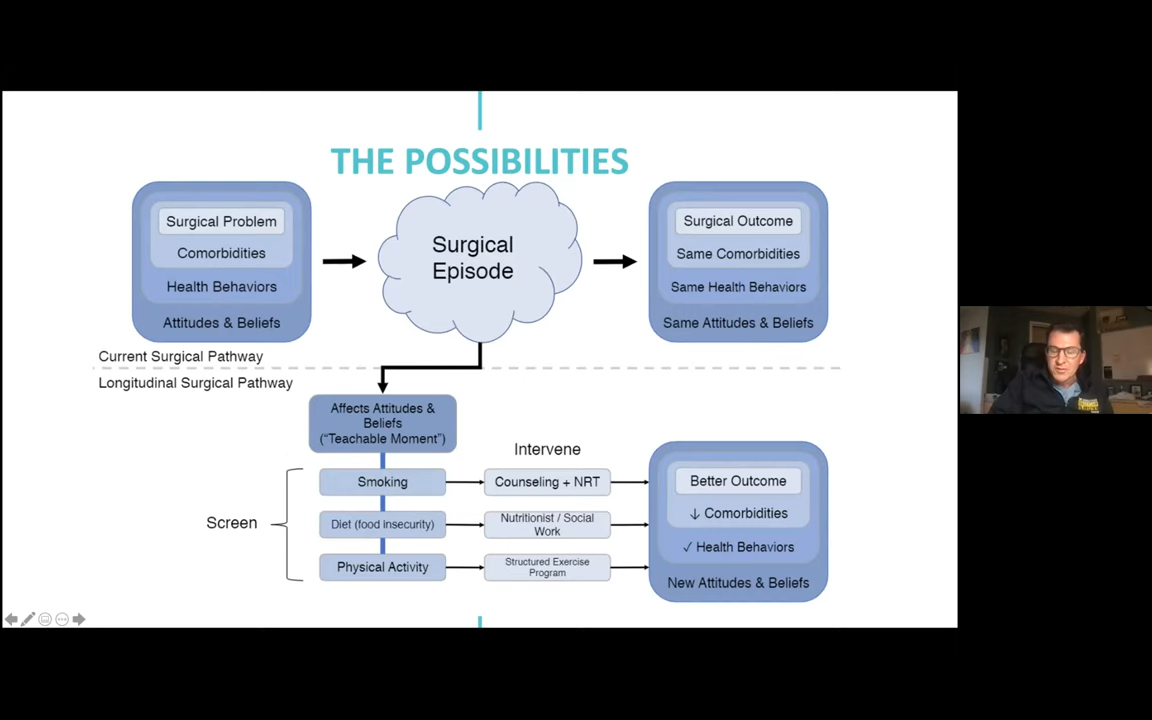 THE POSSIBILITIES
Surgical Problem
Comorbidities
Health Behaviors
Attitudes & Beliefs
Surgical
Episode
Surgical Outcome
Same Comorbidities
Same Health Behaviors
Same Attitudes & Beliefs
Current Surgical Pathway
Longitudinal Surgical Pathway
Affects Attitudes &
Beliefs
(“Teachable Moment”)
Intervene
Screen
Smoking
Counseling + NRT
Diet (food insecurity)
Nutritionist / Social
Work
Physical Activity
Structured Exercise
Program
Better Outcome
↓ Comorbidities
✓ Health Behaviors
New Attitudes & Beliefs